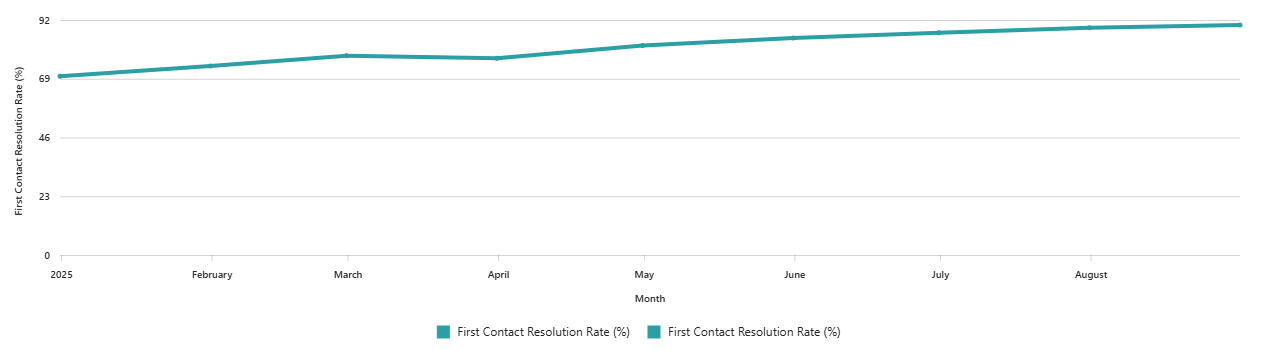 92
69
46
23
0
First Contact Resolution Rate (%)
2025 February March April May June July August
Month
First Contact Resolution Rate (%) First Contact Resolution Rate (%)